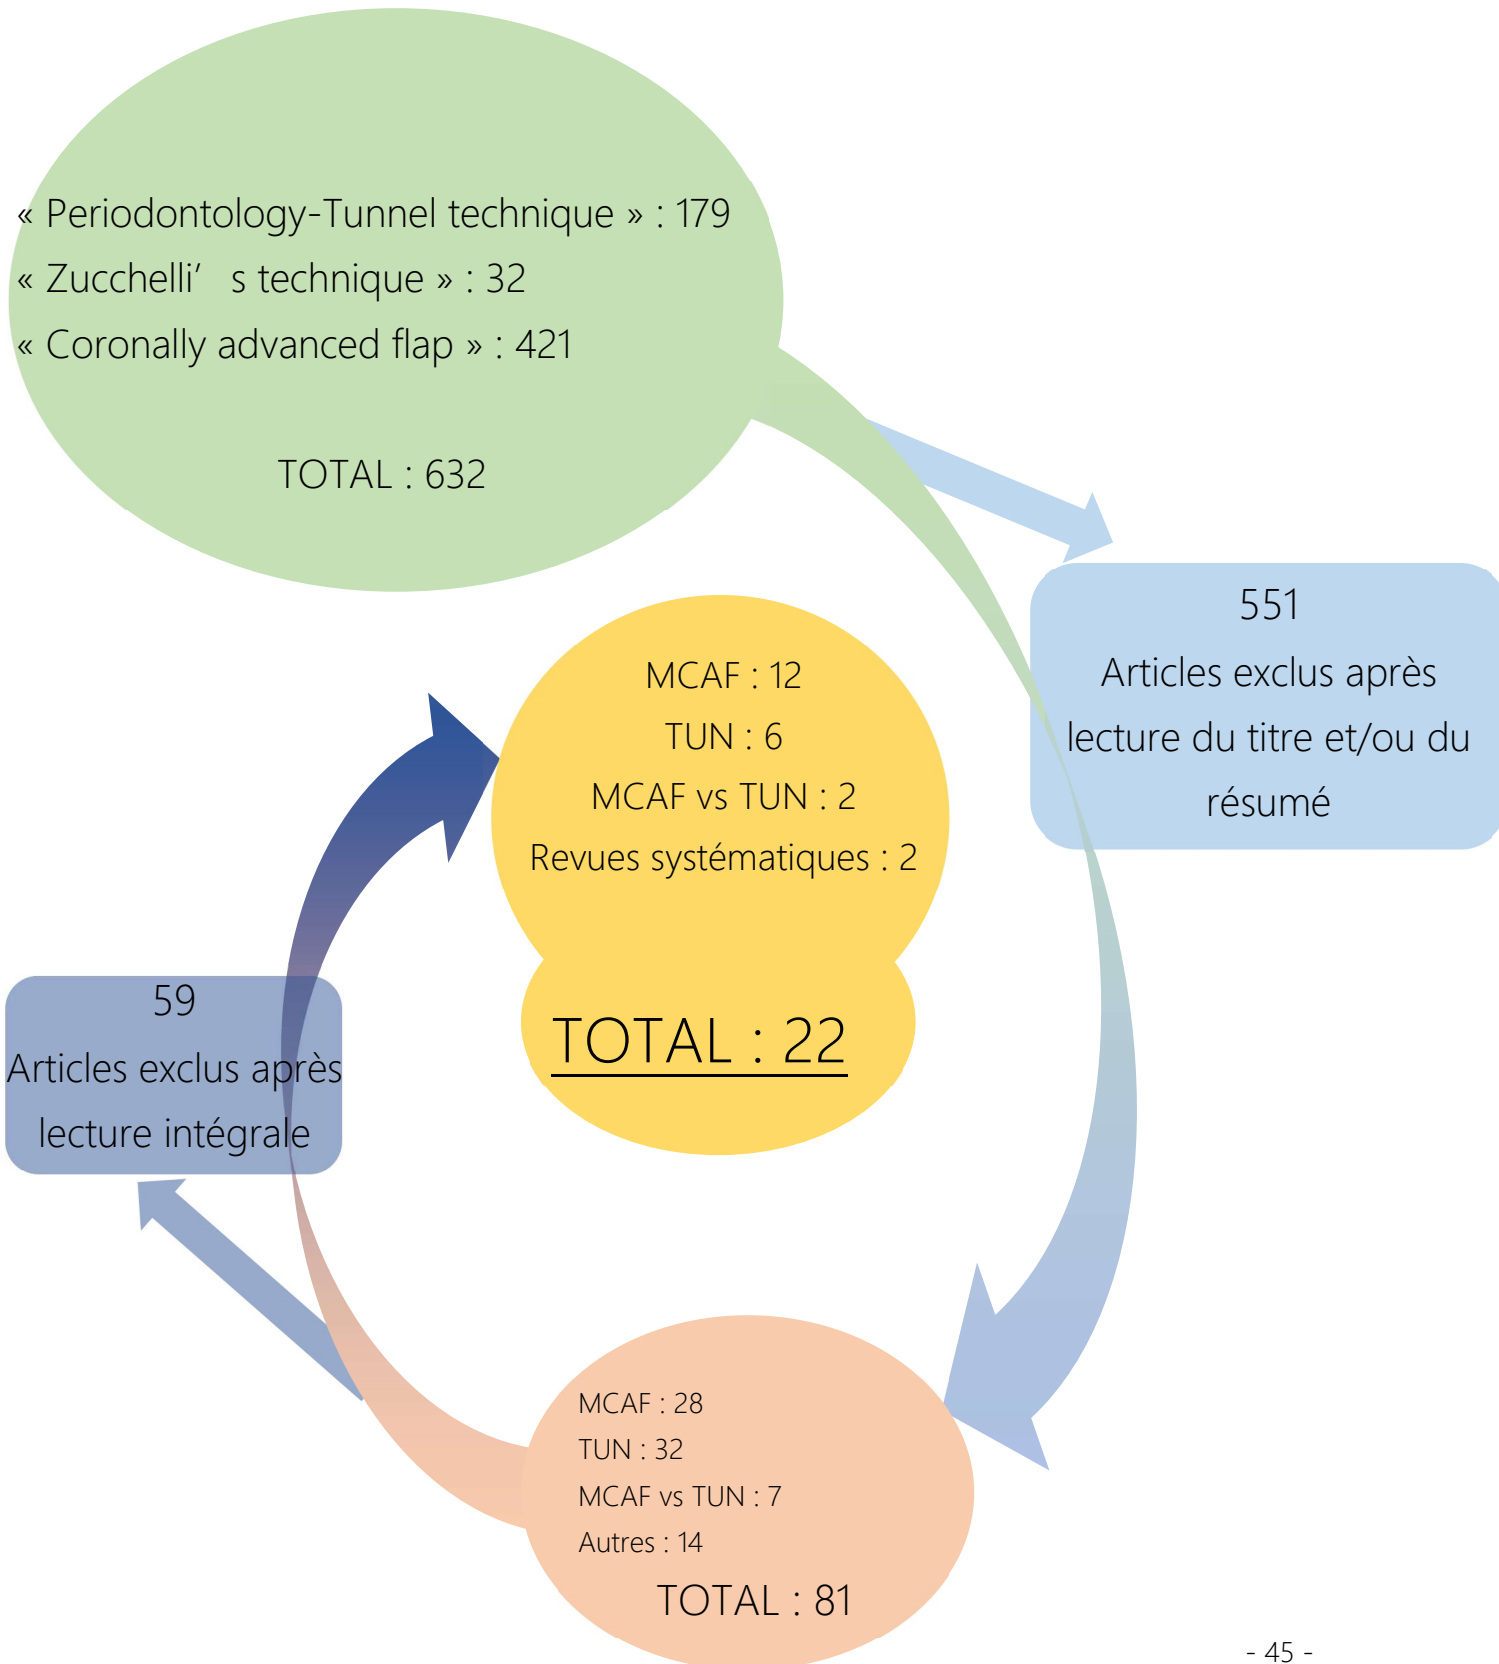 « Periodontology-Tunnel technique » : 179
« Zucchelli’ s technique » : 32
« Coronally advanced flap » : 421
TOTAL : 632
551
Articles exclus après
lecture du titre et/ou du
résumé
MCAF : 12
TUN : 6
MCAF vs TUN : 2
Revues systématiques : 2
TOTAL : 22
59
Articles exclus après
lecture intégrale
MCAF : 28
TUN : 32
MCAF vs TUN : 7
Autres : 14
TOTAL : 81
- 45 -